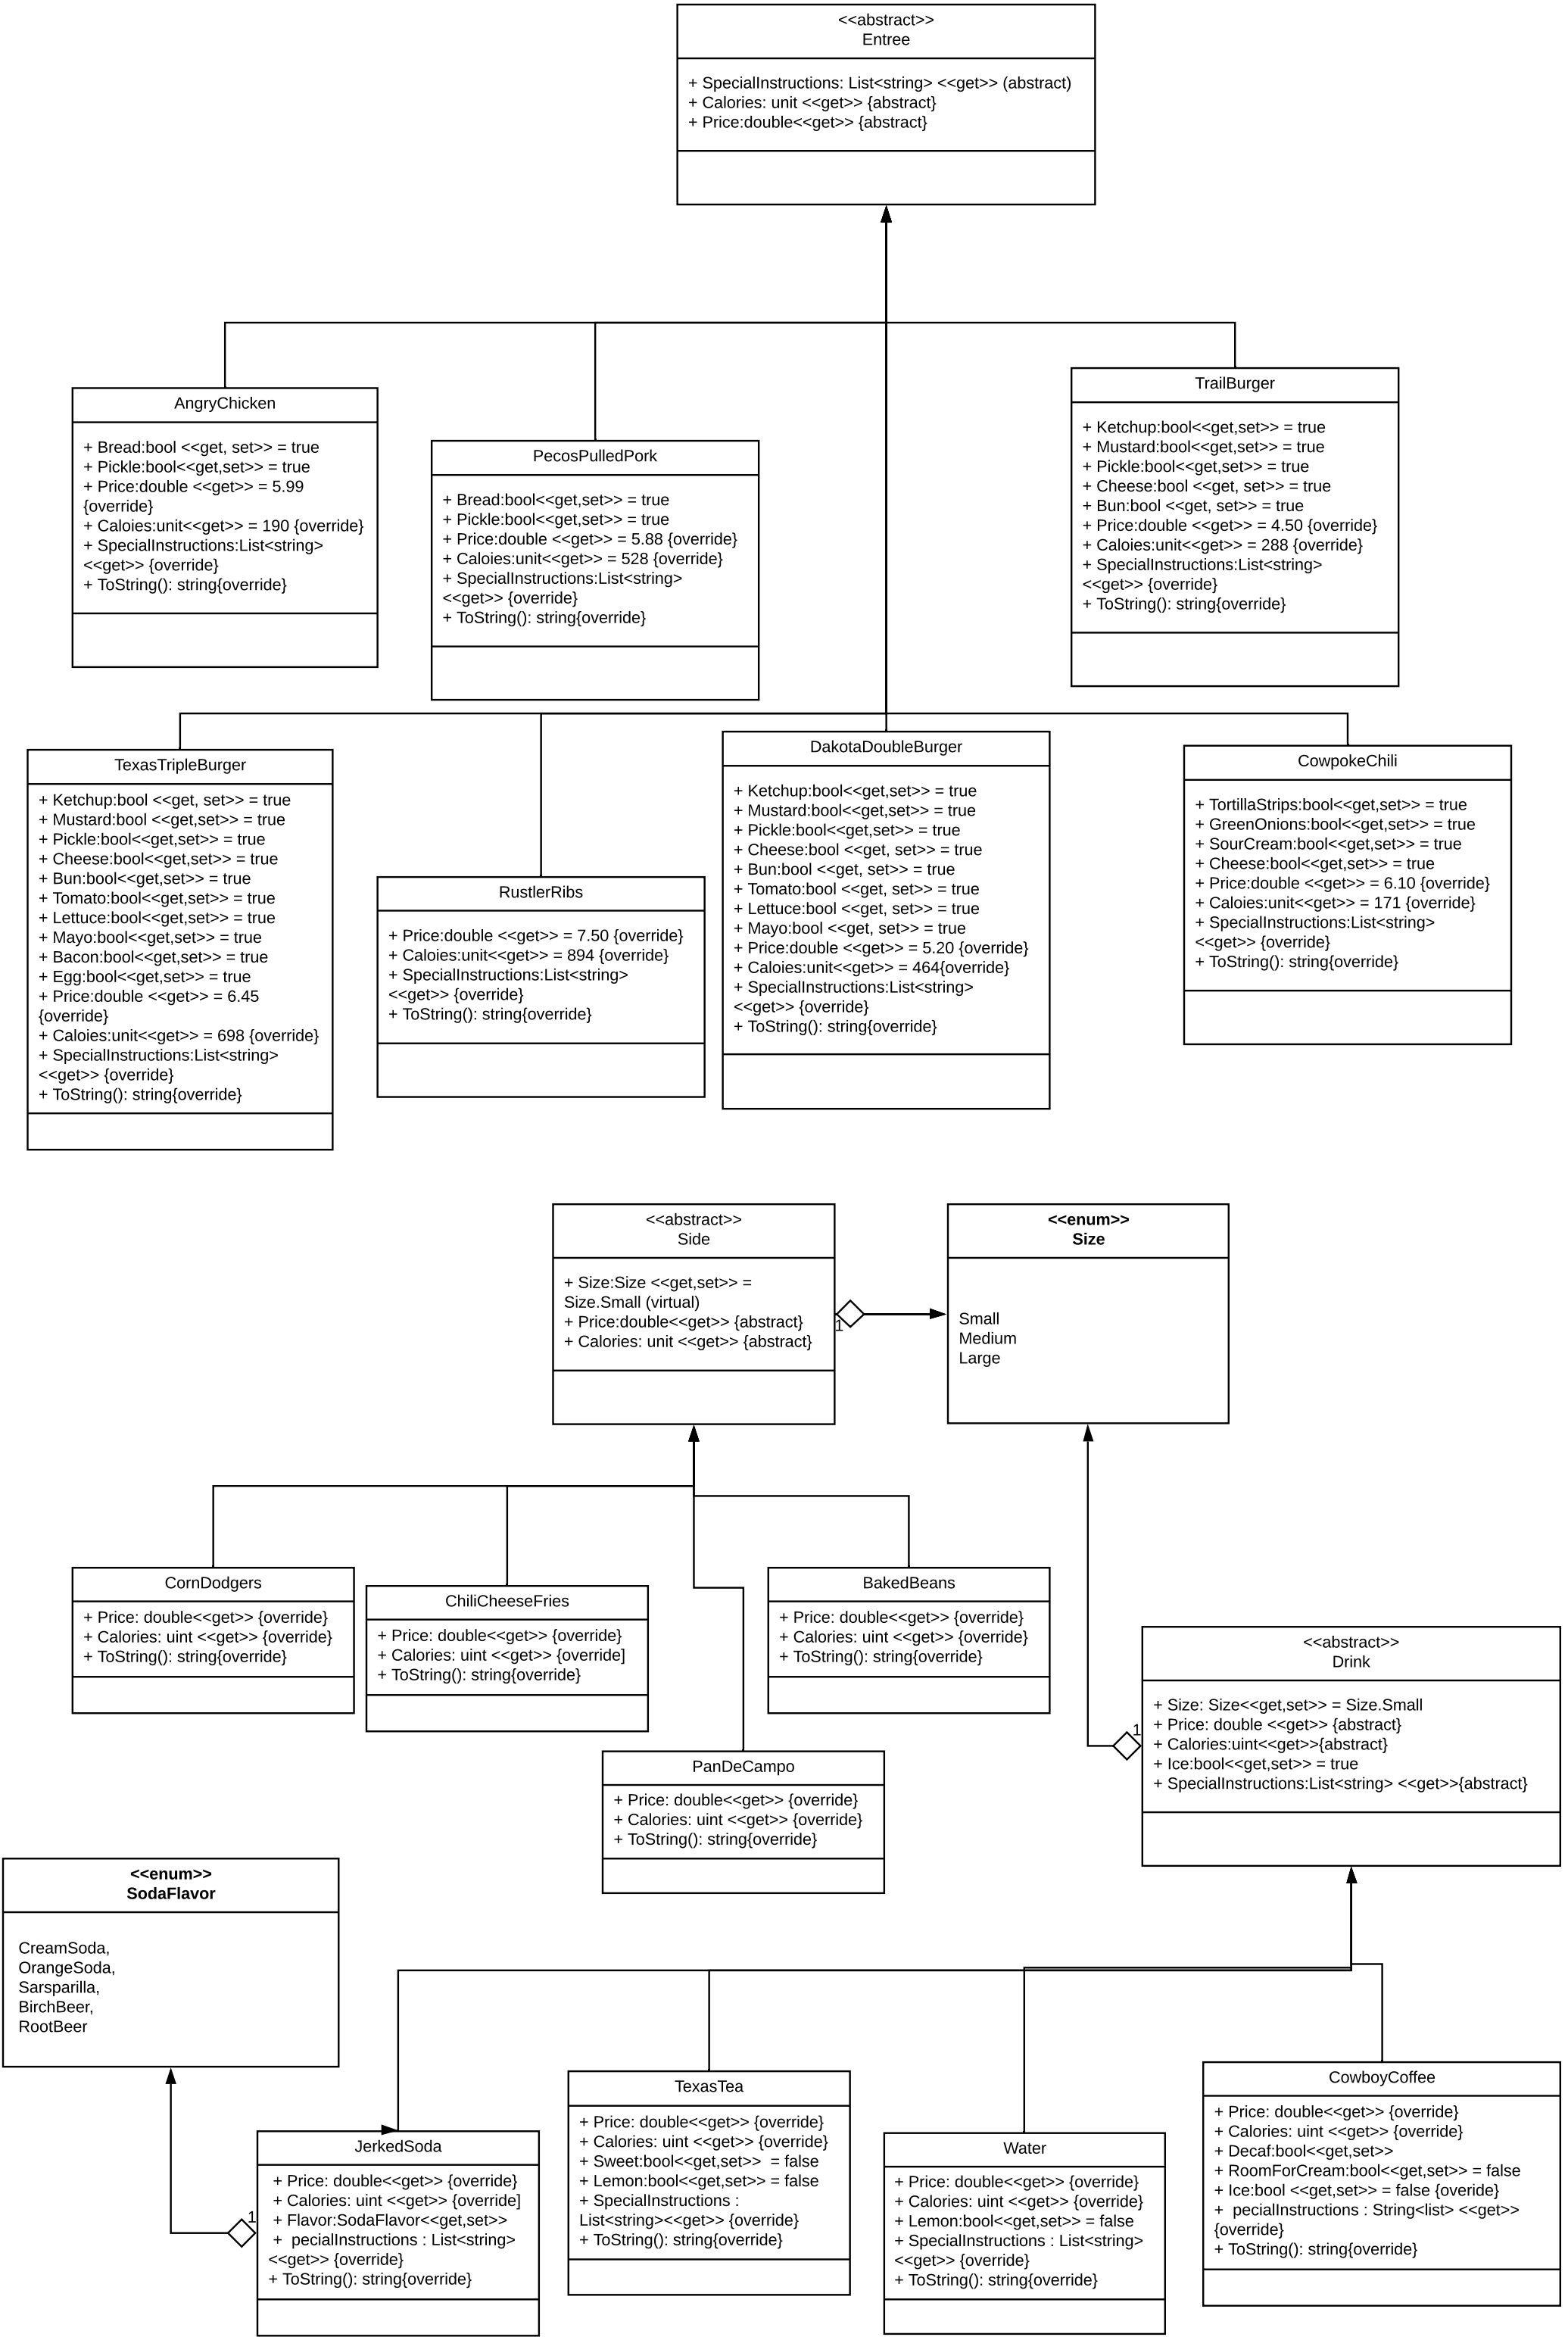 <<abstract>>
Entree
+ SpecialInstructions: List<string> <<get>> (abstract)
+ Calories: unit <<get>> {abstract}
+ Price:double<<get>> {abstract}
AngryChicken
+ Bread:bool <<get, set>> = true
+ Pickle:bool<<get,set>> = true
+ Price:double <<get>> = 5.99
{override}
+ Caloies:unit<<get>> = 190 {override}
+ SpecialInstructions:List<string>
<<get>> {override}
+ ToString(): string{override}
PecosPulledPork
+ Bread:bool<<get,set>> = true
+ Pickle:bool<<get,set>> = true
+ Price:double <<get>> = 5.88 {override}
+ Caloies:unit<<get>> = 528 {override}
+ SpecialInstructions:List<string>
<<get>> {override}
+ ToString(): string{override}
TrailBurger
+ Ketchup:bool<<get,set>> = true
+ Mustard:bool<<get,set>> = true
+ Pickle:bool<<get,set>> = true
+ Cheese:bool <<get, set>> = true
+ Bun:bool <<get, set>> = true
+ Price:double <<get>> = 4.50 {override}
+ Caloies:unit<<get>> = 288 {override}
+ SpecialInstructions:List<string>
<<get>> {override}
+ ToString(): string{override}
TexasTripleBurger
+ Ketchup:bool <<get, set>> = true
+ Mustard:bool <<get,set>> = true
+ Pickle:bool<<get,set>> = true
+ Cheese:bool<<get,set>> = true
+ Bun:bool<<get,set>> = true
+ Tomato:bool<<get,set>> = true
+ Lettuce:bool<<get,set>> = true
+ Mayo:bool<<get,set>> = true
+ Bacon:bool<<get,set>> = true
+ Egg:bool<<get,set>> = true
+ Price:double <<get>> = 6.45
{override}
+ Caloies:unit<<get>> = 698 {override}
+ SpecialInstructions:List<string>
<<get>> {override}
+ ToString(): string{override}
RustlerRibs
+ Price:double <<get>> = 7.50 {override}
+ Caloies:unit<<get>> = 894 {override}
+ SpecialInstructions:List<string>
<<get>> {override}
+ ToString(): string{override}
DakotaDoubleBurger
+ Ketchup:bool<<get,set>> = true
+ Mustard:bool<<get,set>> = true
+ Pickle:bool<<get,set>> = true
+ Cheese:bool <<get, set>> = true
+ Bun:bool <<get, set>> = true
+ Tomato:bool <<get, set>> = true
+ Lettuce:bool <<get, set>> = true
+ Mayo:bool <<get, set>> = true
+ Price:double <<get>> = 5.20 {override}
+ Caloies:unit<<get>> = 464{override}
+ SpecialInstructions:List<string>
<<get>> {override}
+ ToString(): string{override}
CowpokeChili
+ TortillaStrips:bool<<get,set>> = true
+ GreenOnions:bool<<get,set>> = true
+ SourCream:bool<<get,set>> = true
+ Cheese:bool<<get,set>> = true
+ Price:double <<get>> = 6.10 {override}
+ Caloies:unit<<get>> = 171 {override}
+ SpecialInstructions:List<string>
<<get>> {override}
+ ToString(): string{override}
<<abstract>>
Side
+ Size:Size <<get,set>> =
Size.Small (virtual)
+ Price:double<<get>> {abstract}
+ Calories: unit <<get>> {abstract}
1
<<enum>>
Size
Small
Medium
Large
CornDodgers
+ Price: double<<get>> {override}
+ Calories: uint <<get>> {override}
+ ToString(): string{override}
ChiliCheeseFries
+ Price: double<<get>> {override}
+ Calories: uint <<get>> {override]
+ ToString(): string{override}
BakedBeans
+ Price: double<<get>> {override}
+ Calories: uint <<get>> {override}
+ ToString(): string{override}
PanDeCampo
+ Price: double<<get>> {override}
+ Calories: uint <<get>> {override}
+ ToString(): string{override}
1
<<abstract>>
Drink
+ Size: Size<<get,set>> = Size.Small
+ Price: double <<get>> {abstract}
+ Calories:uint<<get>>{abstract}
+ Ice:bool<<get,set>> = true
+ SpecialInstructions:List<string> <<get>>{abstract}
<<enum>>
SodaFlavor
CreamSoda,
OrangeSoda,
Sarsparilla,
BirchBeer,
RootBeer
1
JerkedSoda
+ Price: double<<get>> {override}
+ Calories: uint <<get>> {override]
+ Flavor:SodaFlavor<<get,set>>
+ pecialInstructions : List<string>
<<get>> {override}
+ ToString(): string{override}
TexasTea
+ Price: double<<get>> {override}
+ Calories: uint <<get>> {override}
+ Sweet:bool<<get,set>> = false
+ Lemon:bool<<get,set>> = false
+ SpecialInstructions :
List<string><<get>> {override}
+ ToString(): string{override}
Water
+ Price: double<<get>> {override}
+ Calories: uint <<get>> {override}
+ Lemon:bool<<get,set>> = false
+ SpecialInstructions : List<string>
<<get>> {override}
+ ToString(): string{override}
CowboyCoffee
+ Price: double<<get>> {override}
+ Calories: uint <<get>> {override}
+ Decaf:bool<<get,set>>
+ RoomForCream:bool<<get,set>> = false
+ Ice:bool <<get,set>> = false {overide}
+ pecialInstructions : String<list> <<get>>
{override}
+ ToString(): string{override}